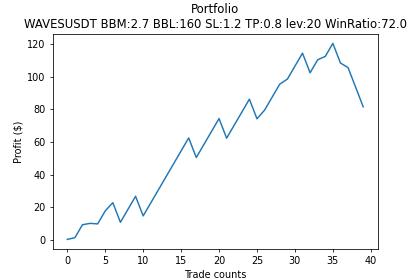 Portfolio
WAVESUSDT BBM:2.7 BBL:160 SL:1.2 TP:0.8 lev:20 WinRatio:72.0
120
100
80
60
40
20
0
Profit ($)
0 5 10 15 20 25 30 35 40
Trade counts